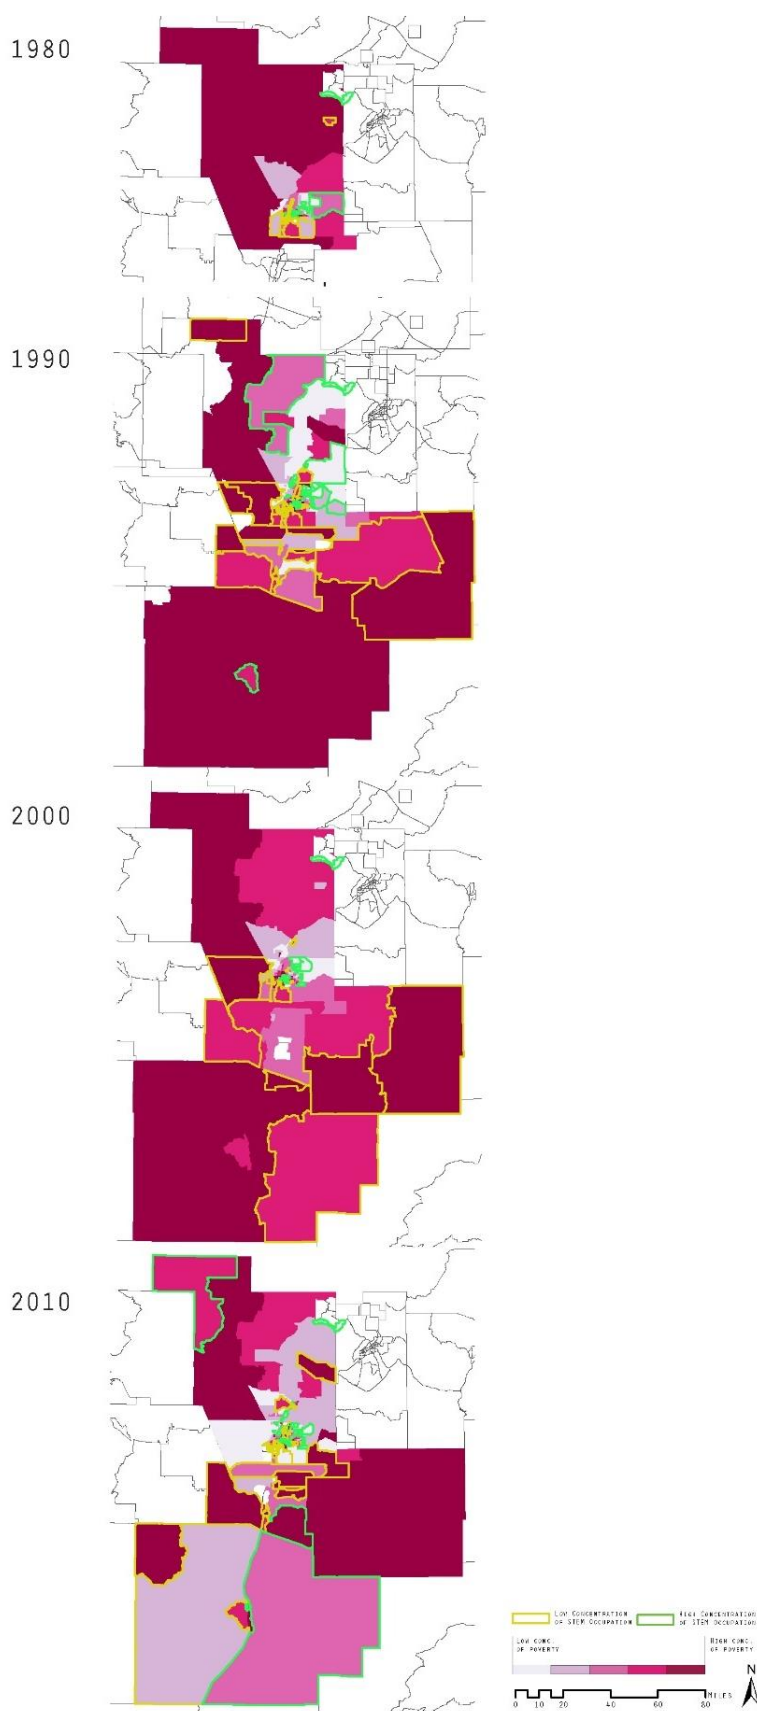 1980
1990
2000
2010
LOW CONCENTRATION
OF STEM OCCUPATION
HIGH CONCENTRATION
OF STEM OCCUPATION
LOW CONC.
OF POVERTY
HIGH CONC.
OF POVERTY
N
MILES
0 5 10 20 40 60 80